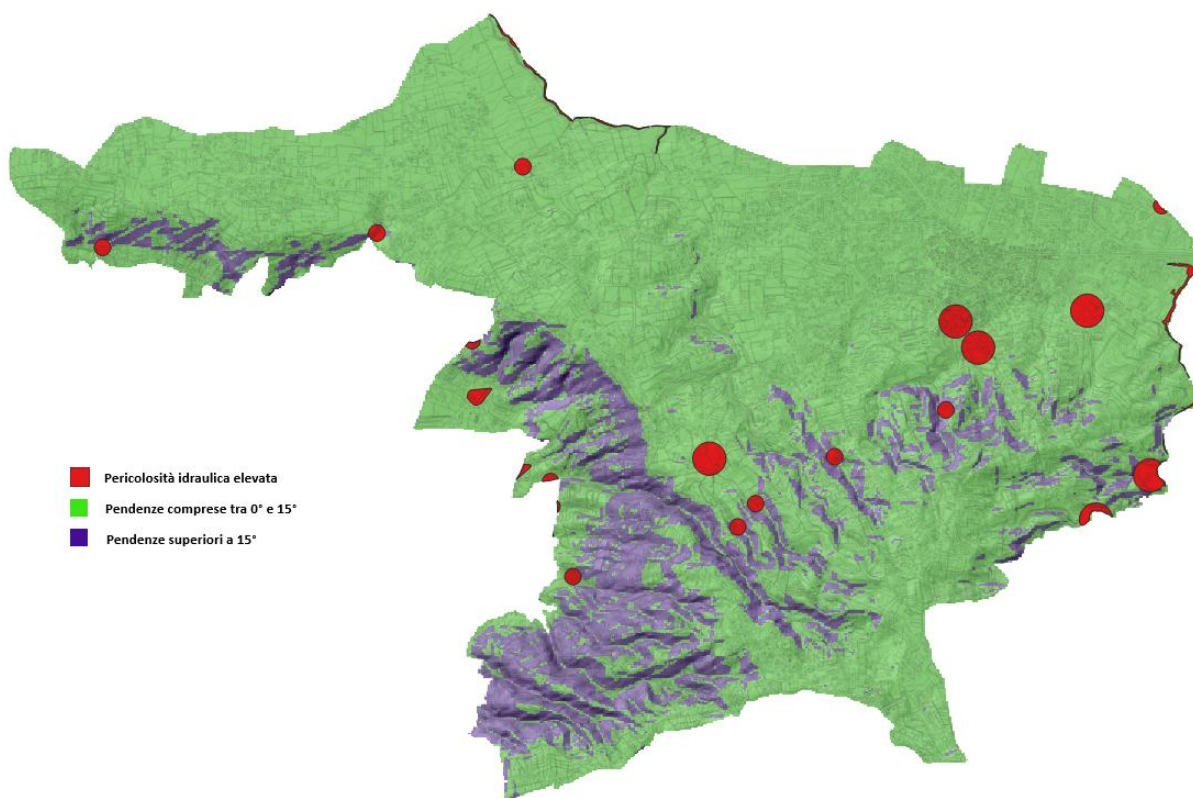 Pericolosità idraulica elevata
Pendenze comprese tra 0° e 15°
Pendenze superiori a 15°